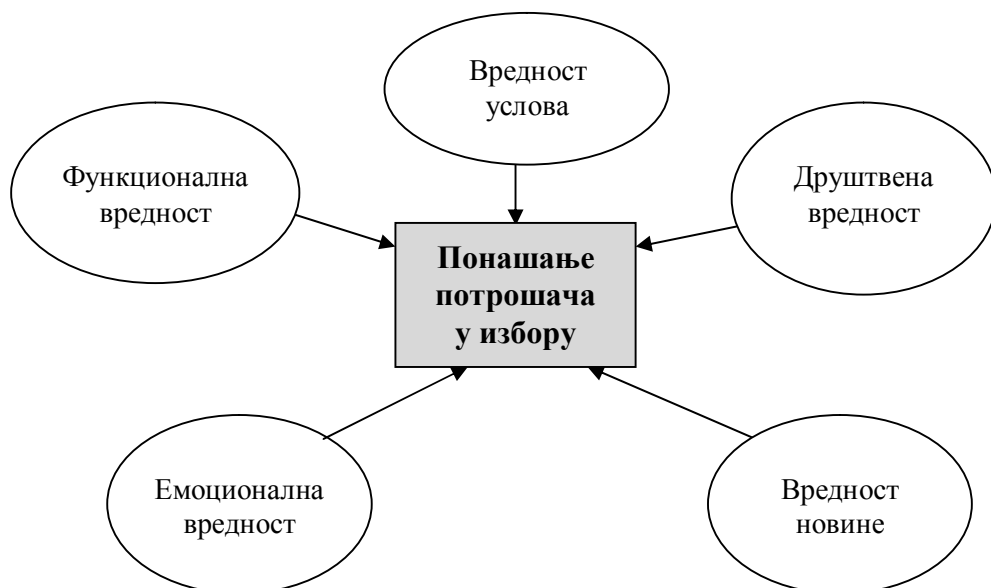 Вредност
услова
Функционална
вредност
Друштвена
вредност
Понашање
потрошача
у избору
Емоционална
вредност
Вредност
новине